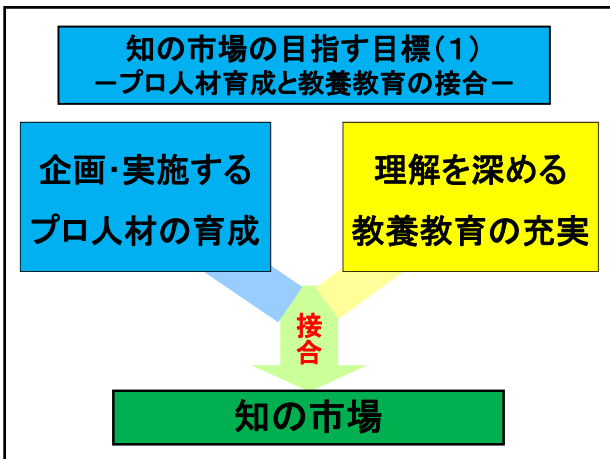 知の市場の目指す目標(1)
－プロ人材育成と教養教育の接合－
企画・実施する
プロ人材の育成
理解を深める
教養教育の充実
接
合
知の市場